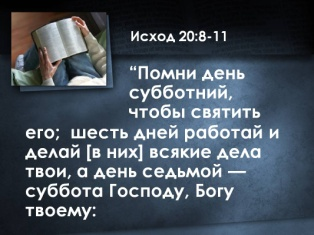 Исход 20:8-11
“Помни день
субботний,
чтобы святить
его; шесть дней работай и
делай [в них] всякие дела
твои, а день седьмой —
суббота Господу, Богу
твоему: